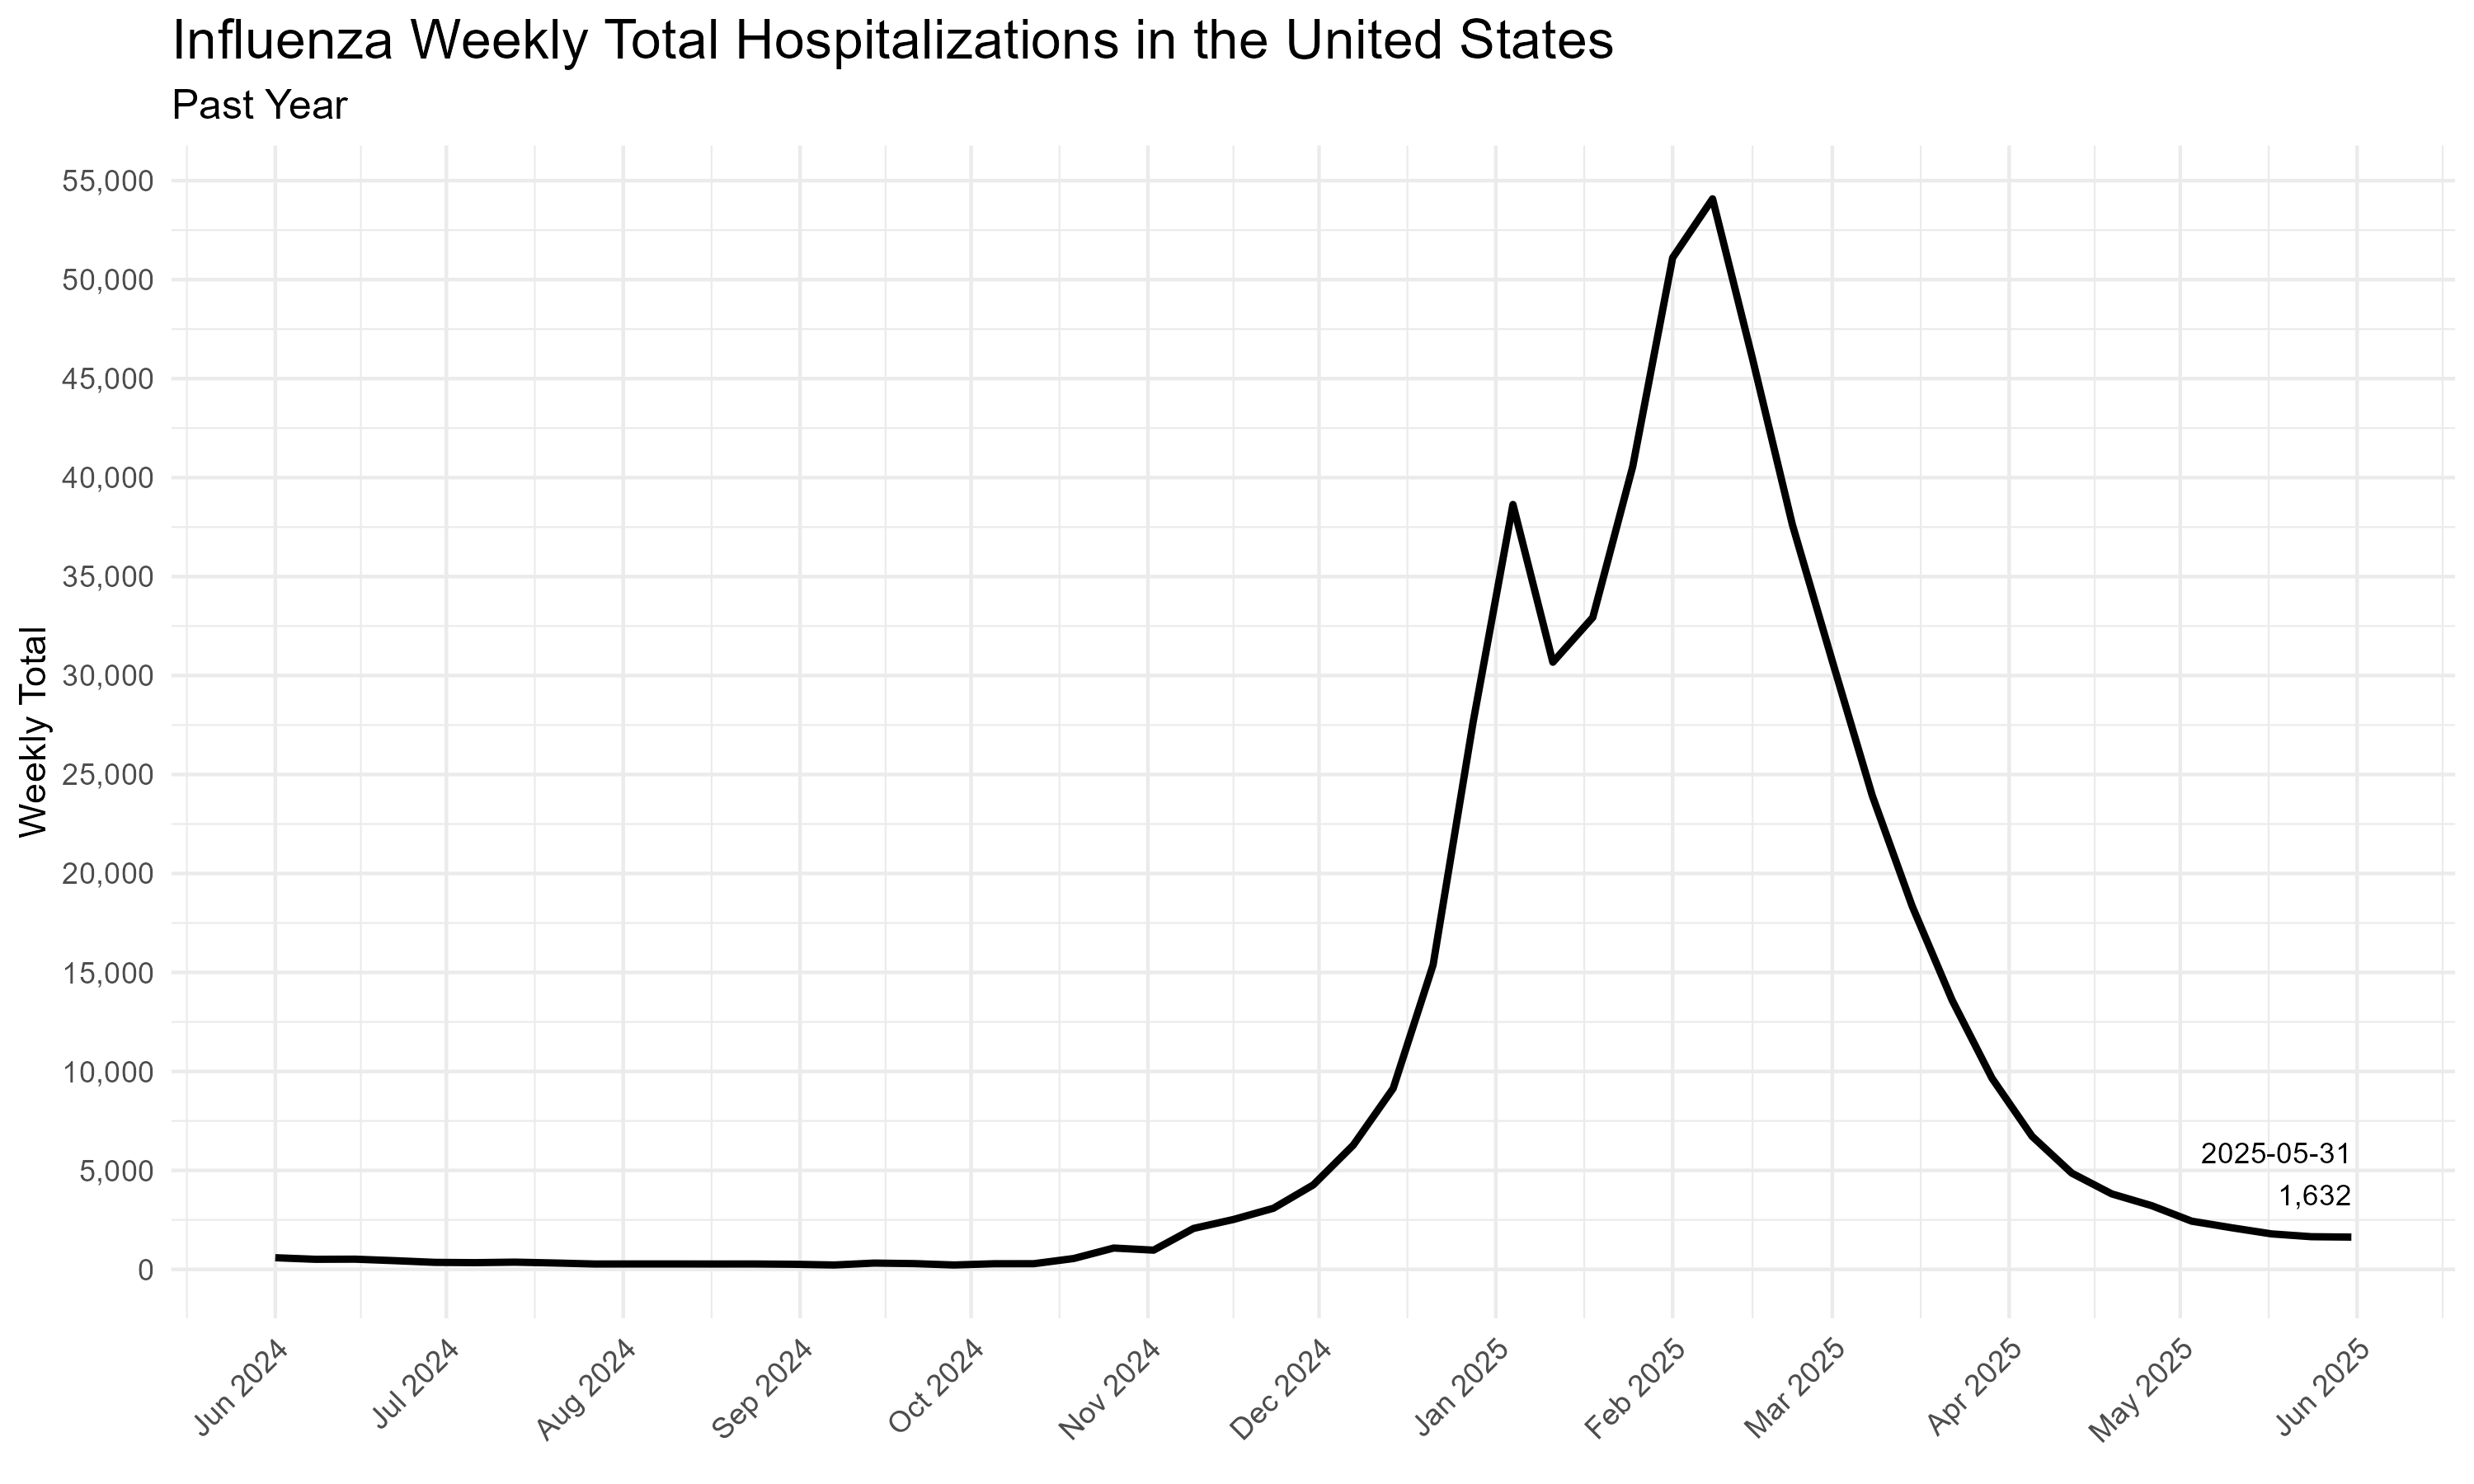 Influenza Weekly Total Hospitalizations in the United States
Past Year
55,000
50,000
45,000
40,000
35,000
30,000
25,000
20,000
15,000
10,000
5,000
0
Weekly Total
2025-05-31
1,632
Jun 2024
Jul 2024
Aug 2024
Sep 2024
Oct 2024
Nov 2024
Dec 2024
Jan 2025
Feb 2025
Mar 2025
Apr 2025
May 2025
Jun 2025